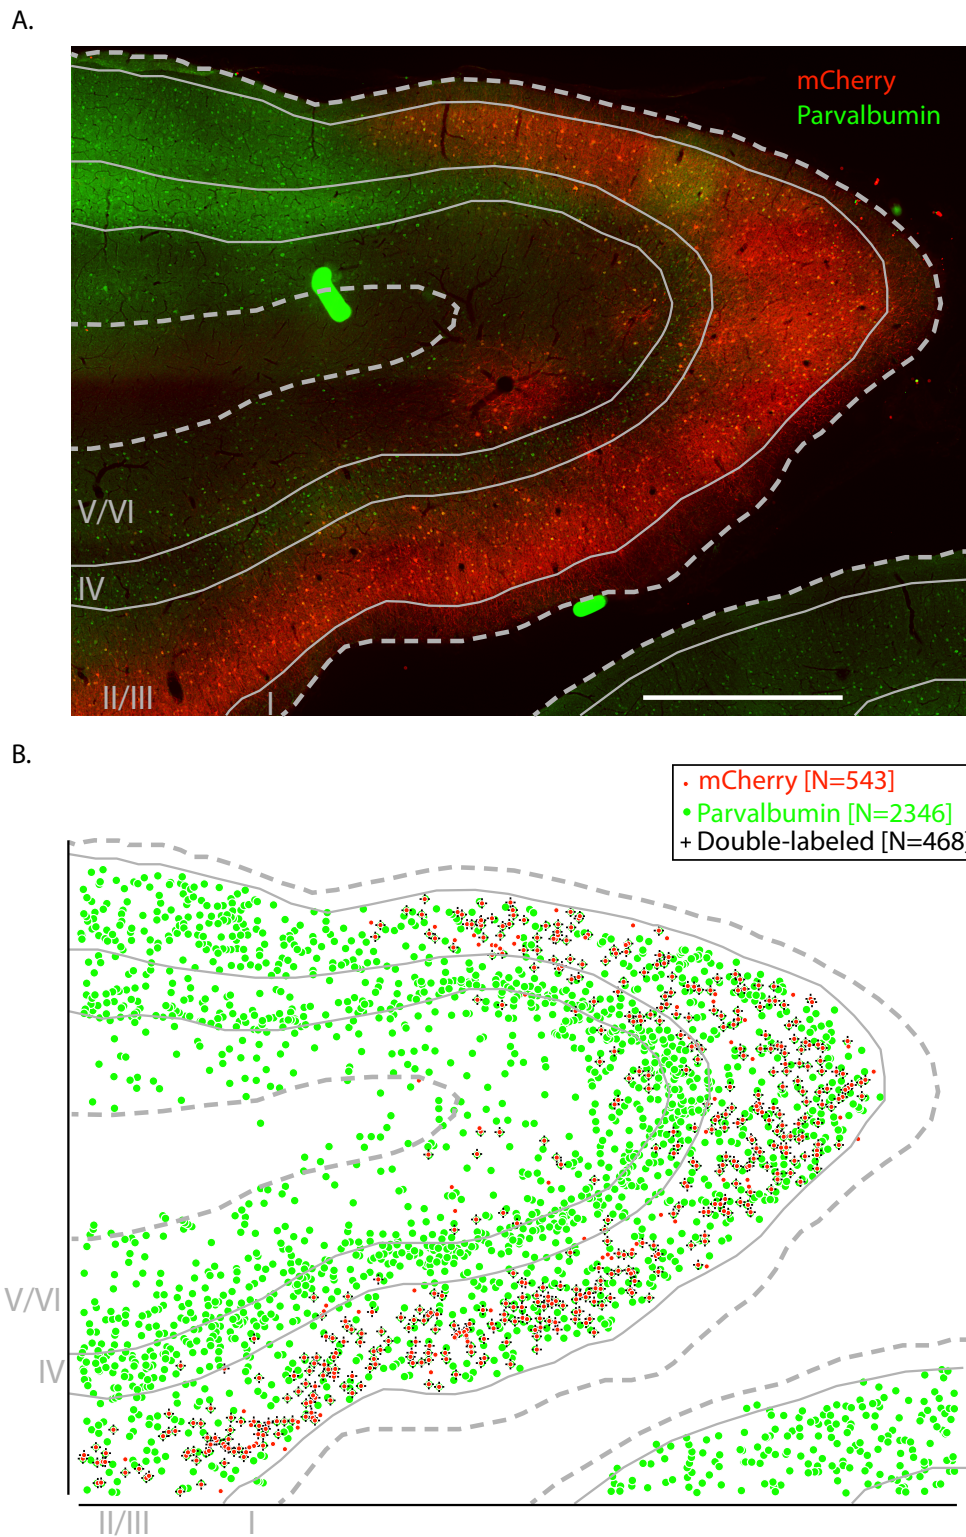 A.
mCherry
Parvalbumin
V/VI
IV
II/III
I
B.
mCherry [N=543]
Parvalbumin [N=2346]
+ Double-labeled [N=468]
V/VI
IV
II/III I